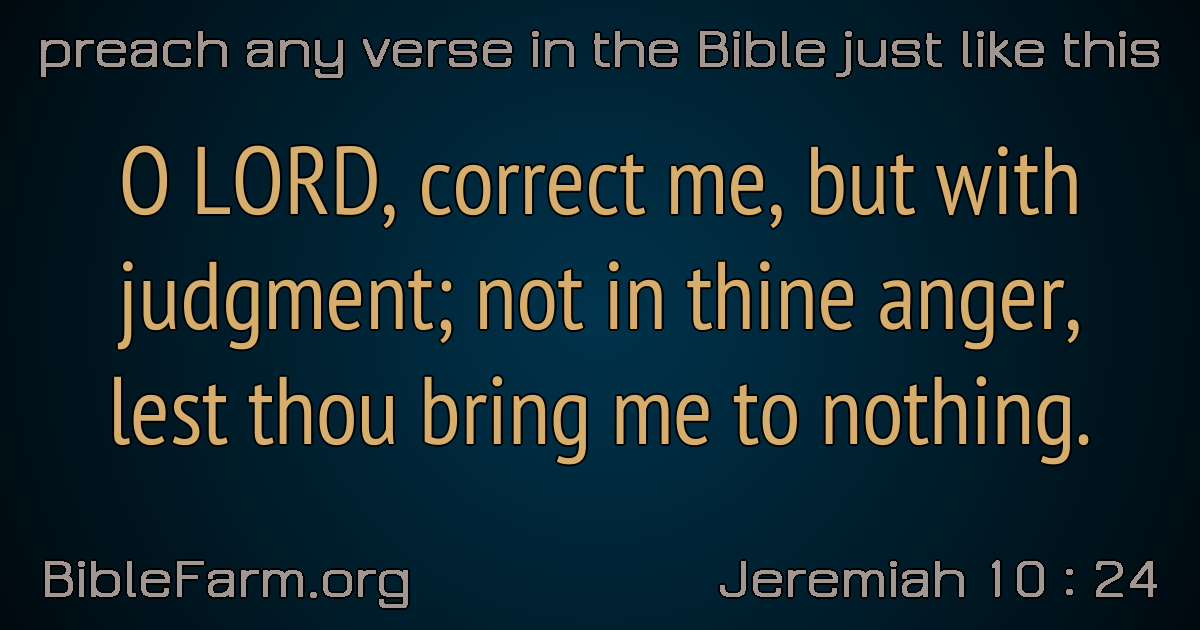 preach any verse in the Bible just like this
O LORD, correct me, but with
judgment; not in thine anger,
lest thou bring me to nothing.
BibleFarm.org
Jeremiah 10 : 24